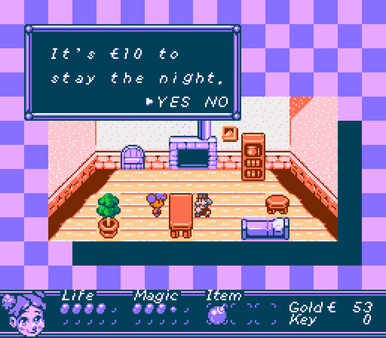 It's €10 to
stay the night.
▶YES NO
Life Magic Item
Gold € 53
Key 0